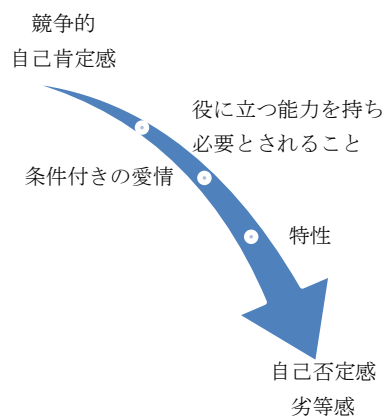 競争的
自己肯定感
役に立つ能力を持ち
必要とされること
条件付きの愛情
特性
自己否定感
劣等感